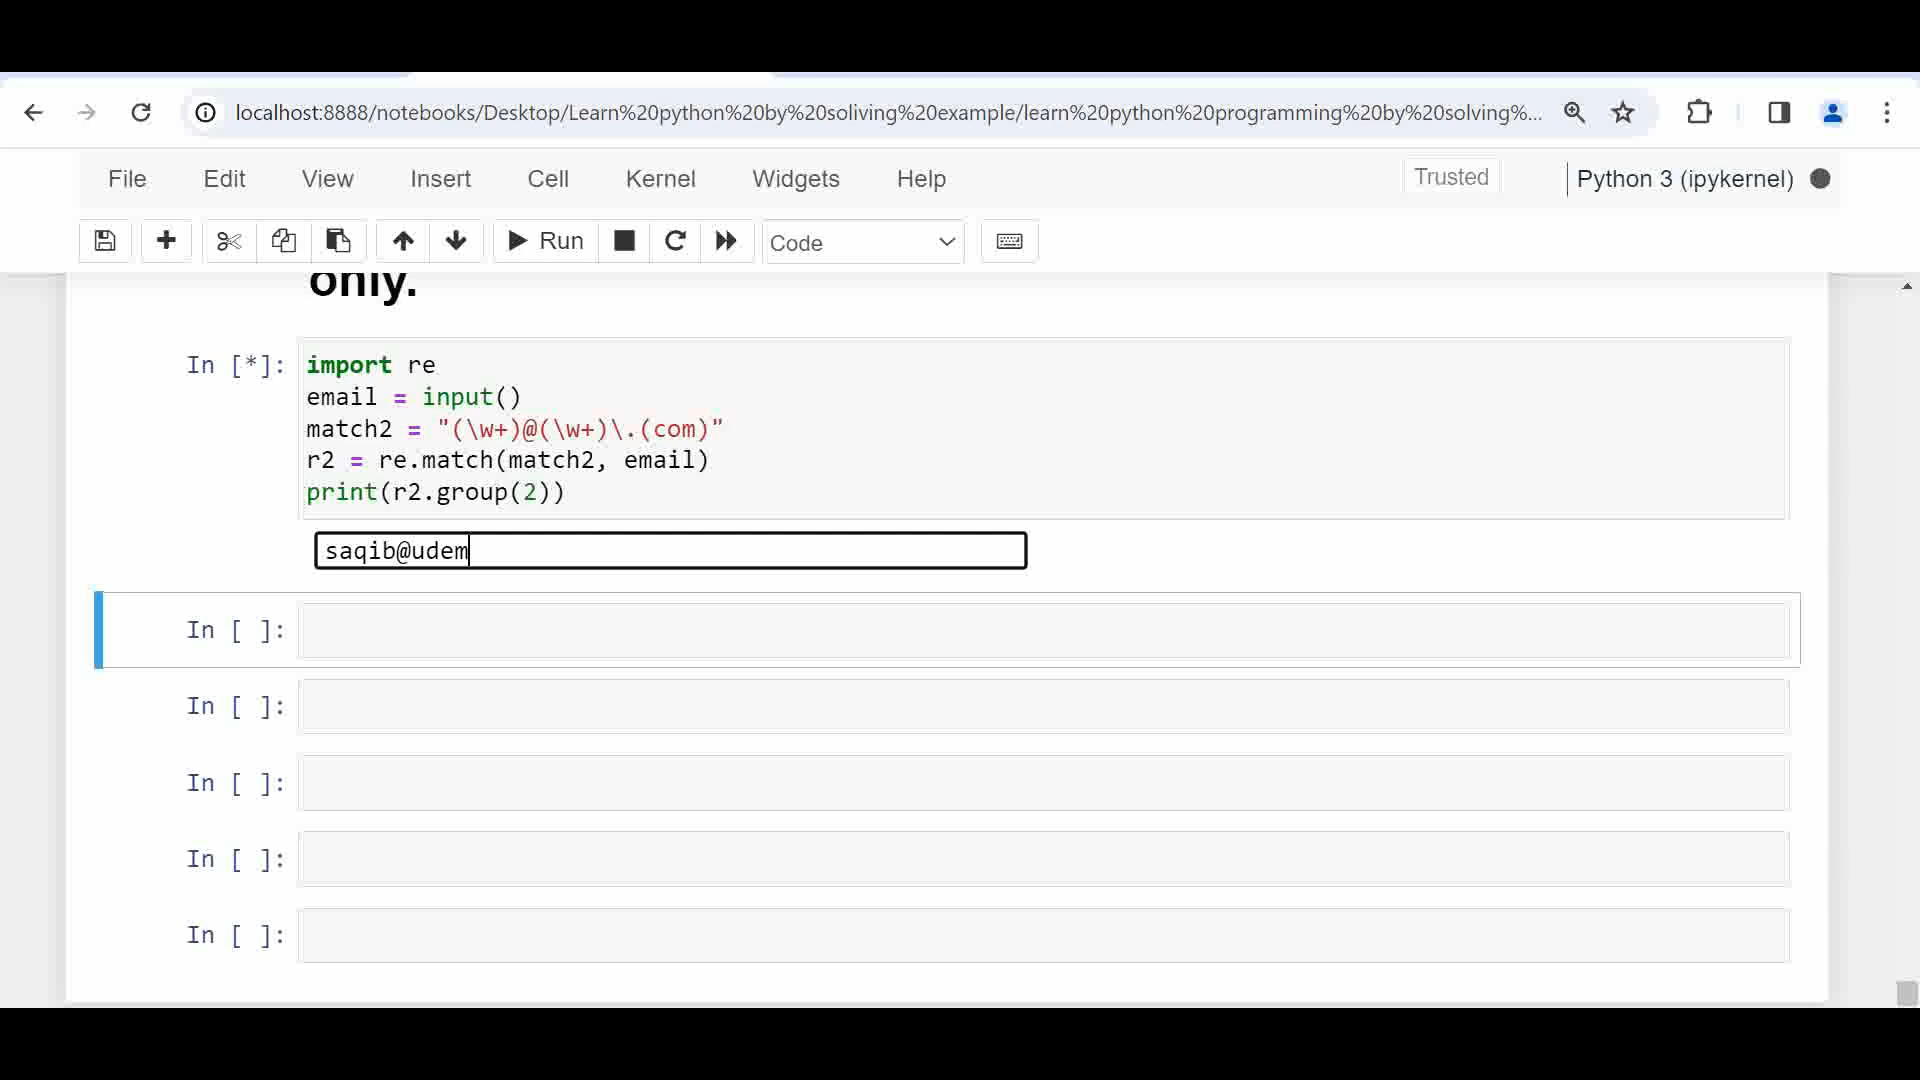 localhost:8888/notebooks/Desktop/Learn%20python%20by%20soliving%20example/learn%20python%20programming%20by%20solving%...
File Edit View Insert Cell Kernel Widgets Help Trusted Python 3 (ipykernel)
Run Code
only.
In [*]: import re
email = input()
match2 = "(\w+)@(\w+)\.(com)"
r2 = re.match(match2, email)
print(r2.group(2))
saqib@udem
In [ ]:
In [ ]:
In [ ]:
In [ ]:
In [ ]: